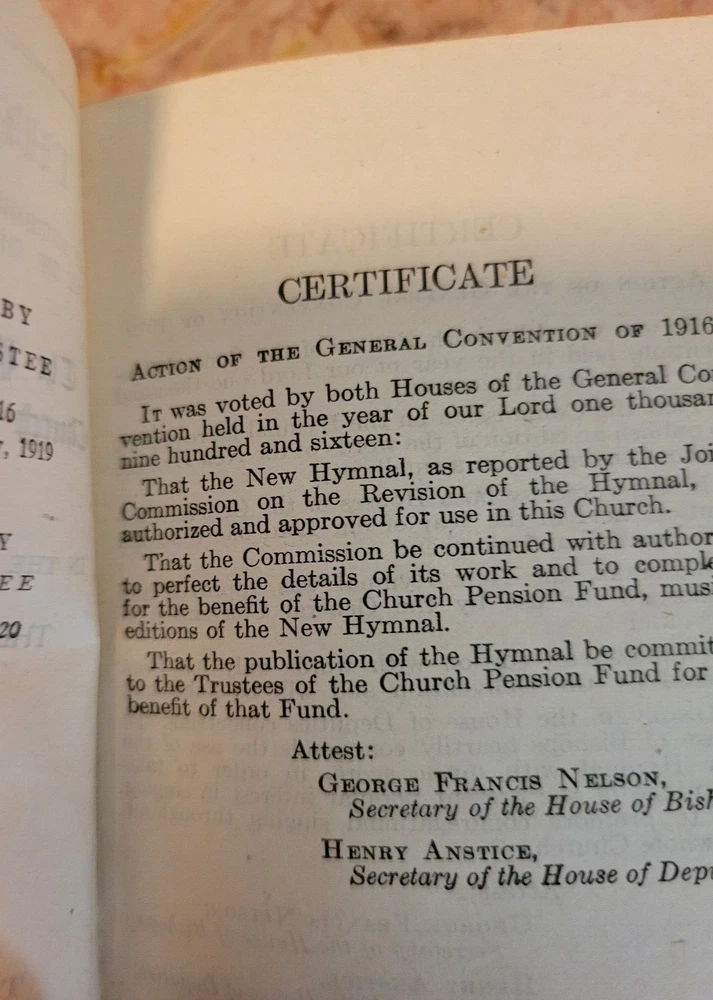 BY
STEE
16
, 1919
Y
EE
20
CERTIFICATE
ACTION OF THE GENERAL CONVENTION OF 1916
IT was voted by both Houses of the General Co
vention held in the year of our Lord one thousan
nine hundred and sixteen:
That the New Hymnal, as reported by the Joi
Commission on the Revision of the Hymnal,
authorized and approved for use in this Church.
That the Commission be continued with author
to perfect the details of its work and to comple
for the benefit of the Church Pension Fund, musi
editions of the New Hymnal.
That the publication of the Hymnal be commit
to the Trustees of the Church Pension Fund for
benefit of that Fund.
Attest:
GEORGE FRANCIS NELSON,
Secretary of the House of Bish
HENRY ANSTICE,
Secretary of the House of Depu